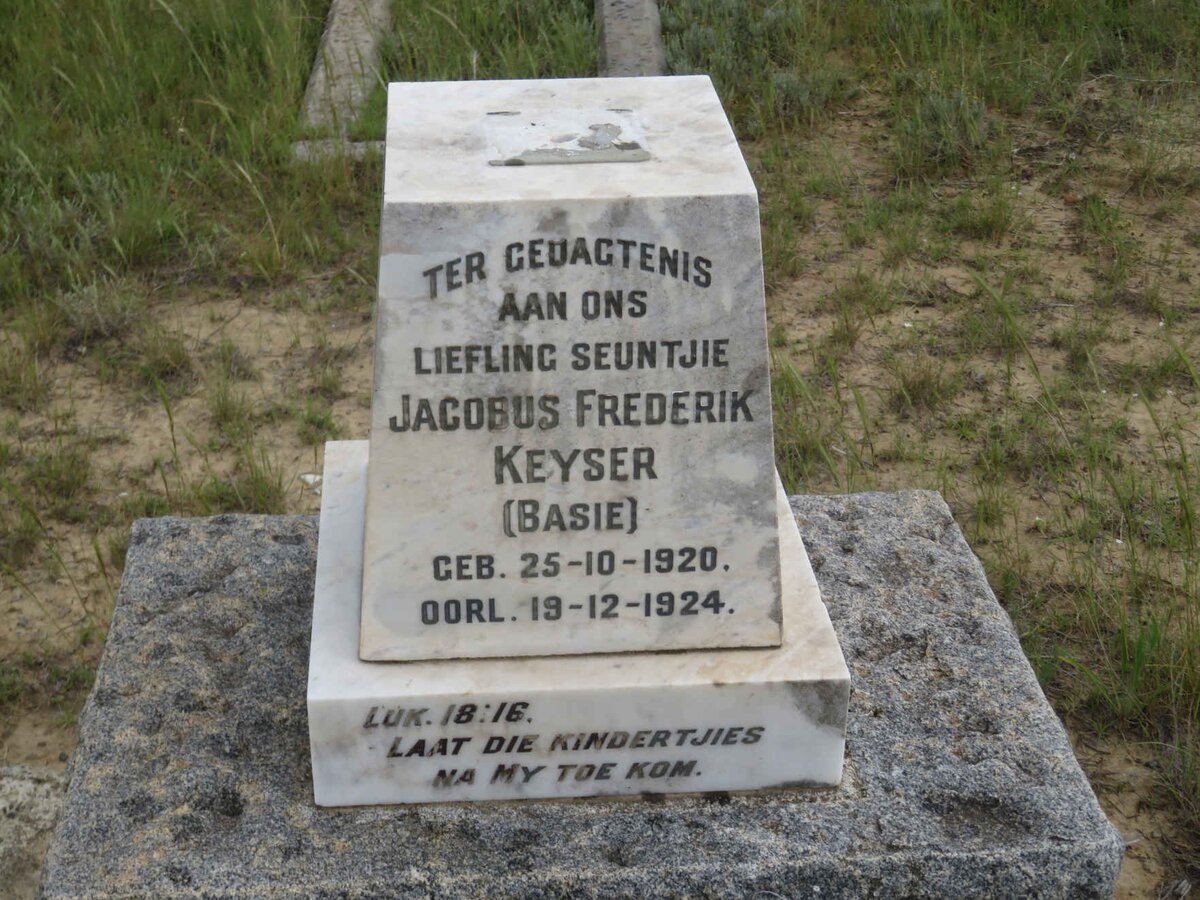 TER GEDAGTENIS
AAN ONS
LIEFLING SEUNTJIE
JACOBUS FREDERIK
KEYSER
(BASIE)
GEB. 25-10-1920.
OORL. 19-12-1924.
LUK. 18:16.
LAAT DIE KINDERTJIES
NA MY TOE KOM.